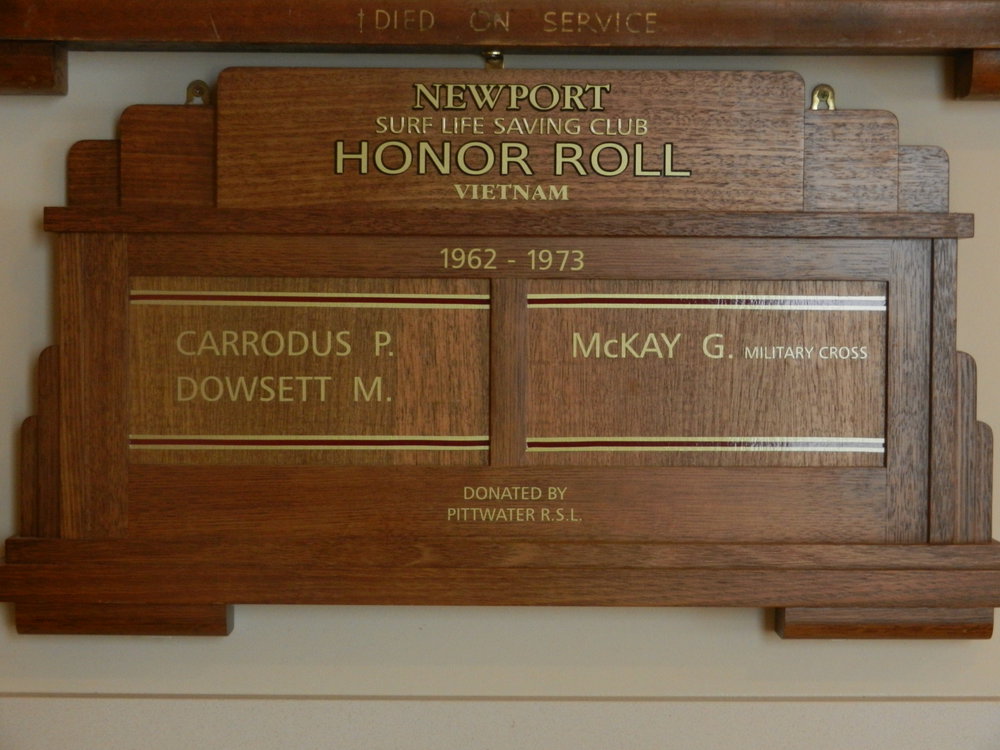 †DIED ON SERVICE
NEWPORT
SURF LIFE SAVING CLUB
HONOR ROLL
VIETNAM
1962 - 1973
CARRODUS P.
DOWSETT M.
McKAY G. MILITARY CROSS
DONATED BY
PITTWATER R.S.L.